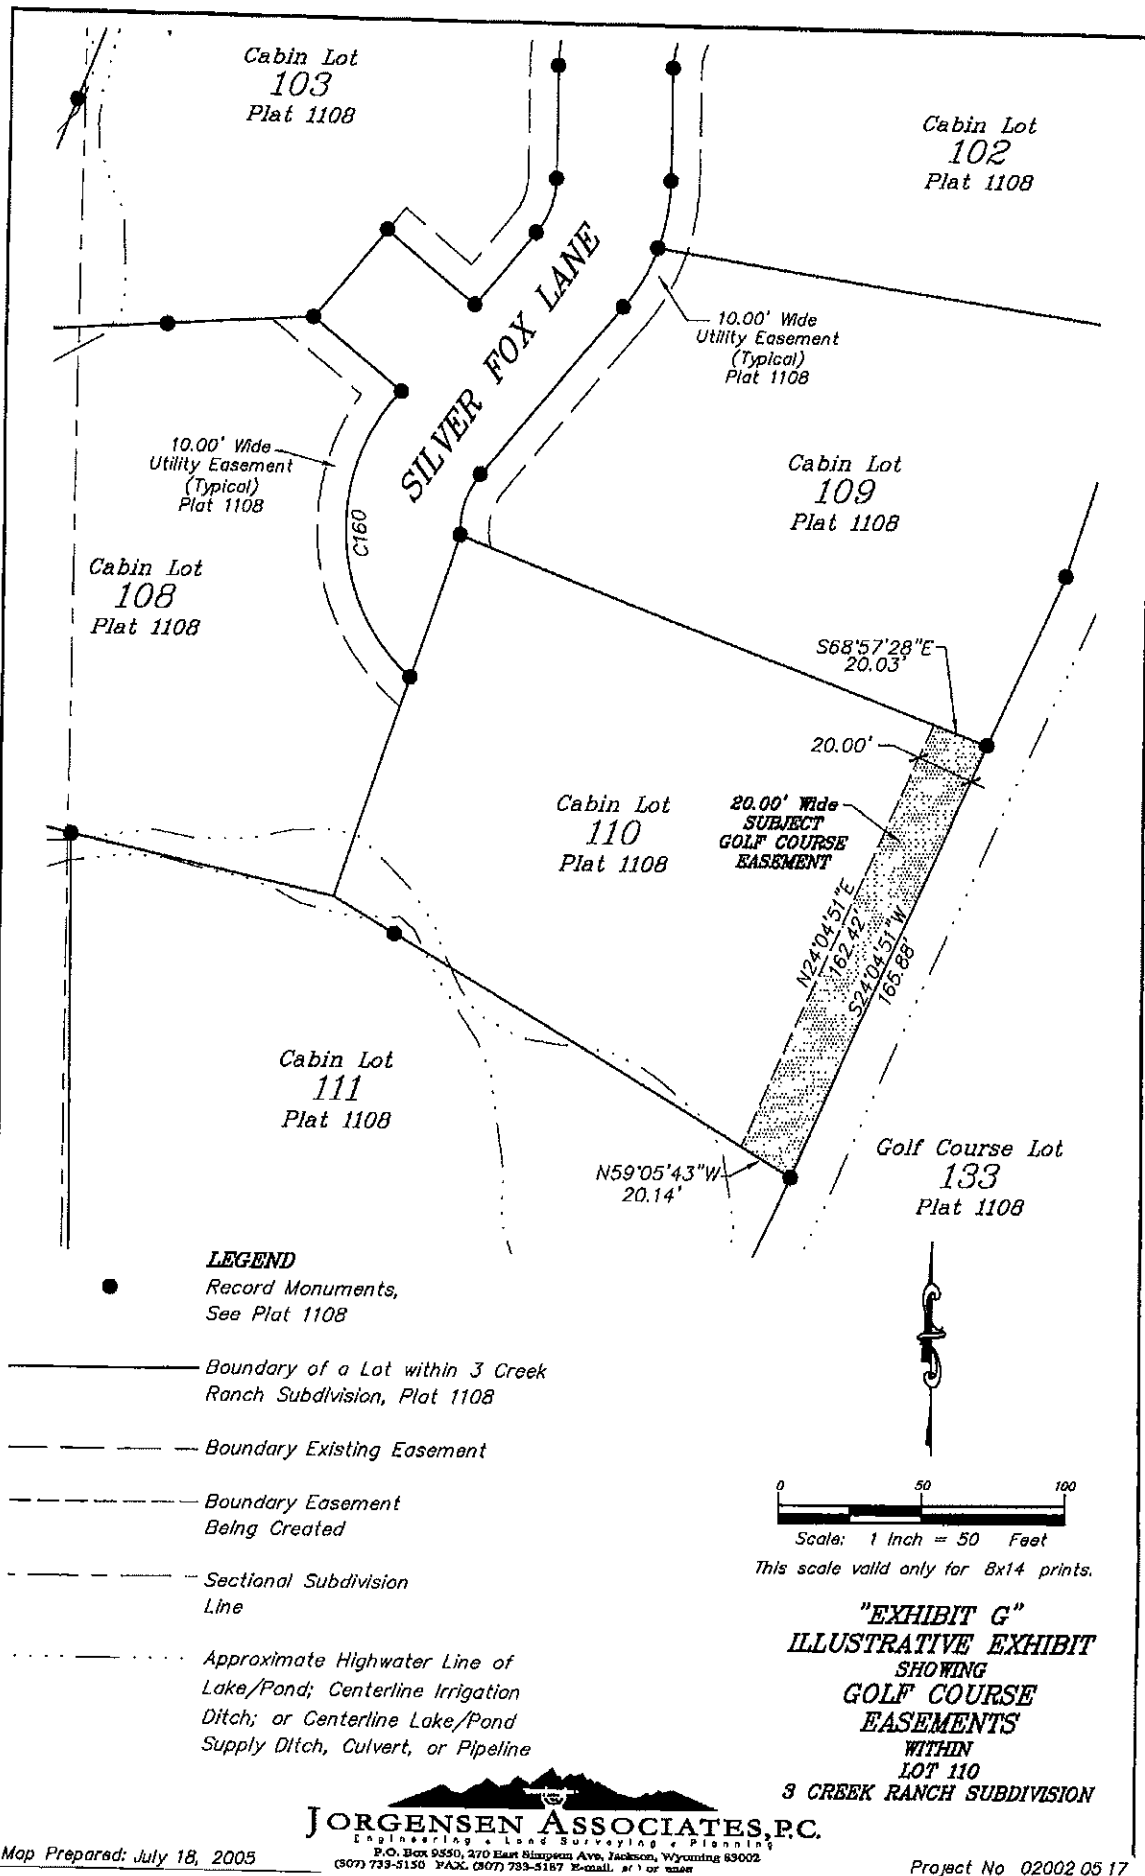 Cabin Lot
103
Plat 1108
Cabin Lot
102
Plat 1108
SILVER FOX LANE
10.00' Wide
Utility Easement
(Typical)
Plat 1108
10.00' Wide
Utility Easement
(Typical)
Plat 1108
C160
Cabin Lot
109
Plat 1108
Cabin Lot
108
Plat 1108
S68°57'28"E
20.03'
20.00'
Cabin Lot
110
Plat 1108
20.00' Wide
SUBJECT
GOLF COURSE
EASEMENT
N24°04'51"E
162.42'
S24°04'51"W
165.88'
Cabin Lot
111
Plat 1108
N59°05'43"W
20.14'
Golf Course Lot
133
Plat 1108
LEGEND
Record Monuments,
See Plat 1108
Boundary of a Lot within 3 Creek
Ranch Subdivision, Plat 1108
Boundary Existing Easement
Boundary Easement
Being Created
Sectional Subdivision
Line
Approximate Highwater Line of
Lake/Pond; Centerline Irrigation
Ditch; or Centerline Lake/Pond
Supply Ditch, Culvert, or Pipeline
0 50 100
Scale: 1 Inch = 50 Feet
This scale valid only for 8x14 prints.
"EXHIBIT G"
ILLUSTRATIVE EXHIBIT
SHOWING
GOLF COURSE
EASEMENTS
WITHIN
LOT 110
3 CREEK RANCH SUBDIVISION
JORGENSEN ASSOCIATES, P.C.
Engineering • Land Surveying • Planning
P.O. Box 9550, 270 East Simpson Ave, Jackson, Wyoming 83002
(307) 733-5150 FAX. (307) 733-5187 E-mail.
Map Prepared: July 18, 2005
Project No 02002 05 17